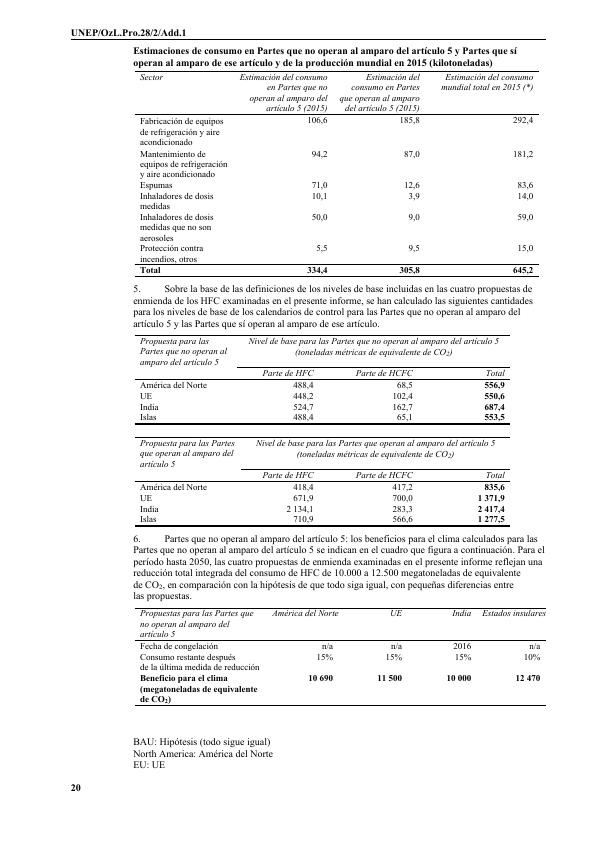 UNEP/OzL.Pro.28/2/Add.1
Estimaciones de consumo en Partes que no operan al amparo del artículo 5 y Partes que sí
operan al amparo de ese artículo y de la producción mundial en 2015 (kilotoneladas)
Sector
Estimación del consumo
en Partes que no
operan al amparo del
artículo 5 (2015)
Estimación del
consumo en Partes
que operan al amparo
del artículo 5 (2015)
Estimación del consumo
mundial total en 2015 (*)
Fabricación de equipos 106,6 185,8 292,4
de refrigeración y aire
acondicionado
Mantenimiento de 94,2 87,0 181,2
equipos de refrigeración
y aire acondicionado
Espumas 71,0 12,6 83,6
Inhaladores de dosis 10,1 3,9 14,0
medidas
Inhaladores de dosis 50,0 9,0 59,0
medidas que no son
aerosoles
Protección contra 5,5 9,5 15,0
incendios, otros
Total 334,4 305,8 645,2
5. Sobre la base de las definiciones de los niveles de base incluidas en las cuatro propuestas de
enmienda de los HFC examinadas en el presente informe, se han calculado las siguientes cantidades
para los niveles de base de los calendarios de control para las Partes que no operan al amparo del
artículo 5 y las Partes que sí operan al amparo de ese artículo.
Propuesta para las
Partes que no operan al
amparo del artículo 5
Nivel de base para las Partes que no operan al amparo del artículo 5
(toneladas métricas de equivalente de CO2)
Parte de HFC Parte de HCFC Total
América del Norte 488,4 68,5 556,9
UE 448,2 102,4 550,6
India 524,7 162,7 687,4
Islas 488,4 65,1 553,5
Propuesta para las Partes
que no operan al amparo del
artículo 5
Nivel de base para las Partes que operan al amparo del artículo 5
(toneladas métricas de equivalente de CO2)
Parte de HFC Parte de HCFC Total
América del Norte 418,4 417,2 835,6
UE 671,9 700,0 1 371,9
India 2 134,1 283,3 2 417,4
Islas 710,9 566,6 1 277,5
6. Partes que no operan al amparo del artículo 5: los beneficios para el clima calculados para las
Partes que no operan al amparo del artículo 5 se indican en el cuadro que figura a continuación. Para el
período hasta 2050, las cuatro propuestas de enmienda examinadas en el presente informe reflejan una
reducción total integrada del consumo de HFC de 10.000 a 12.500 megatoneladas de equivalente
de CO2, en comparación con la hipótesis de que todo siga igual, con pequeñas diferencias entre
las propuestas.
Propuestas para las Partes que
no operan al amparo del
artículo 5
América del Norte UE India Estados insulares
Fecha de congelación n/a n/a 2016 n/a
Consumo restante después 15% 15% 15% 10%
de la última medida de reducción
Beneficio para el clima 10 690 11 500 10 000 12 470
(megatoneladas de equivalente
de CO2)
BAU: Hipótesis (todo sigue igual)
North America: América del Norte
EU: UE
20